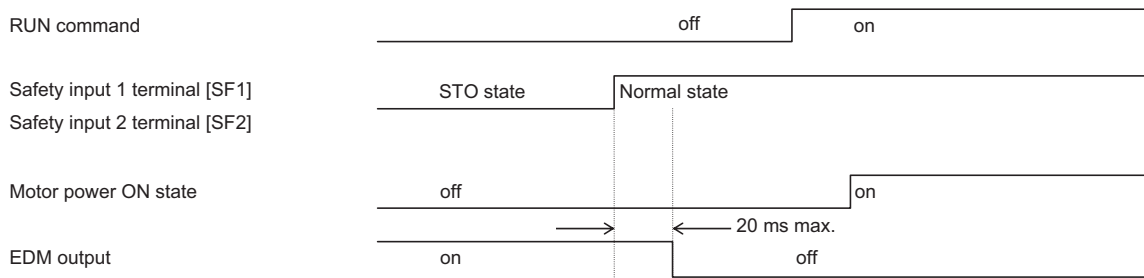 RUN command
off
on
Safety input 1 terminal [SF1]
STO state
Normal state
Safety input 2 terminal [SF2]
Motor power ON state
off
on
20 ms max.
EDM output
on
off